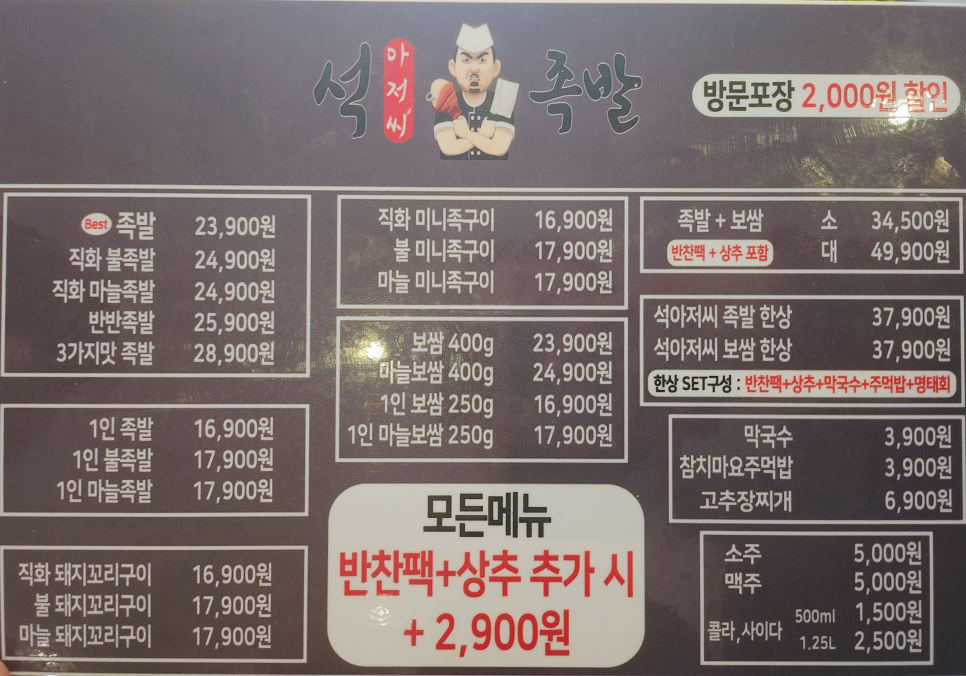 석아저씨 족발
방문포장 2,000원 할인
Best 족발 23,900원
직화 불족발 24,900원
직화 마늘족발 24,900원
반반족발 25,900원
3가지맛 족발 28,900원
1인 족발 16,900원
1인 불족발 17,900원
1인 마늘족발 17,900원
직화 돼지꼬리구이 16,900원
불 돼지꼬리구이 17,900원
마늘 돼지꼬리구이 17,900원
직화 미니족구이 16,900원
불 미니족구이 17,900원
마늘 미니족구이 17,900원
보쌈 400g 23,900원
마늘보쌈 400g 24,900원
1인 보쌈 250g 16,900원
1인 마늘보쌈 250g 17,900원
모든메뉴
반찬팩+상추 추가 시
+ 2,900원
족발 + 보쌈 소 34,500원
반찬팩 + 상추 포함 대 49,900원
석아저씨 족발 한상 37,900원
석아저씨 보쌈 한상 37,900원
한상 SET구성 : 반찬팩+상추+막국수+주먹밥+명태회
막국수 3,900원
참치마요주먹밥 3,900원
고추장찌개 6,900원
소주 5,000원
맥주 5,000원
콜라,사이다 500ml 1,500원
1.25L 2,500원